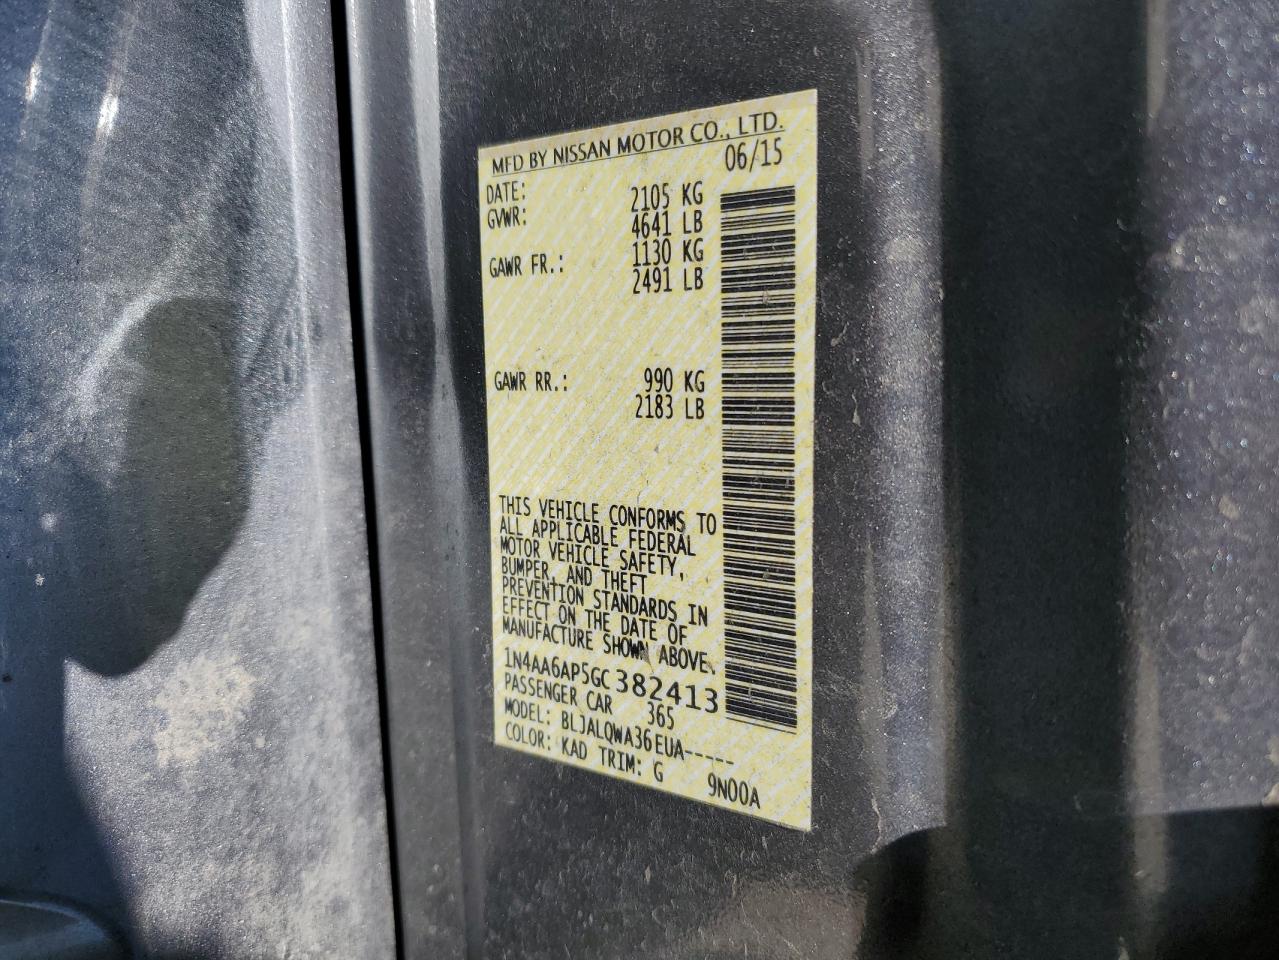 MFD BY NISSAN MOTOR CO., LTD.
DATE: 06/15
GVWR: 2105 KG
4641 LB
GAWR FR.: 1130 KG
2491 LB
GAWR RR.: 990 KG
2183 LB
THIS VEHICLE CONFORMS TO
ALL APPLICABLE FEDERAL
MOTOR VEHICLE SAFETY,
BUMPER, AND THEFT
PREVENTION STANDARDS IN
EFFECT ON THE DATE OF
MANUFACTURE SHOWN ABOVE.
1N4AA6AP5GC382413
PASSENGER CAR 365
MODEL: BLJALQWA36EUA-----
COLOR: KAD TRIM: G 9N00A